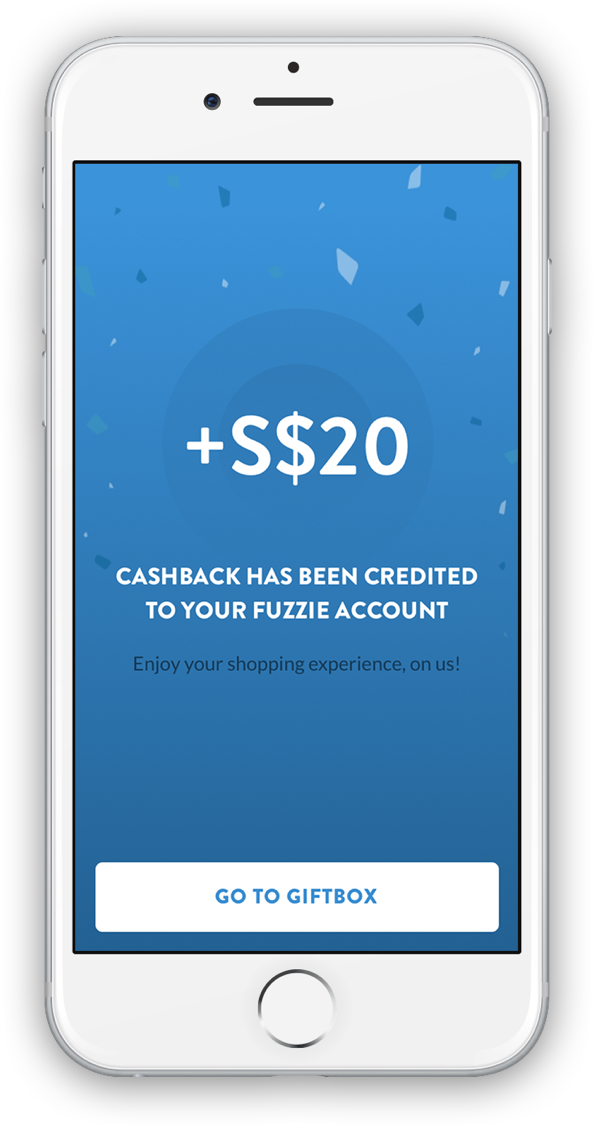 +S$20
CASHBACK HAS BEEN CREDITED
TO YOUR FUZZIE ACCOUNT
Enjoy your shopping experience, on us!
GO TO GIFTBOX